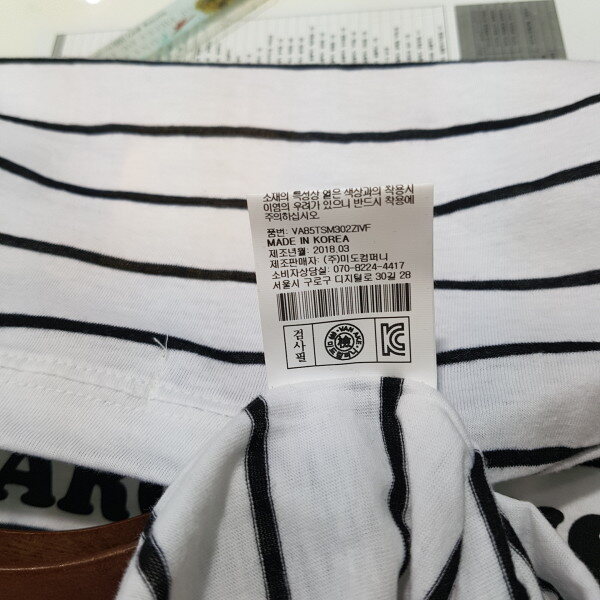 소재의 특성상 옅은 색상과의 착용시
이염의 우려가 있으니 반드시 착용에
주의하십시오.
품번: VA85TSM302ZIVF
MADE IN KOREA
제조년월: 2018.03
제조판매자: (주)미도컴퍼니
소비자상담실: 070-8224-4417
서울시 구로구 디지털로 30길 28
검사필
檢
KC
ARC